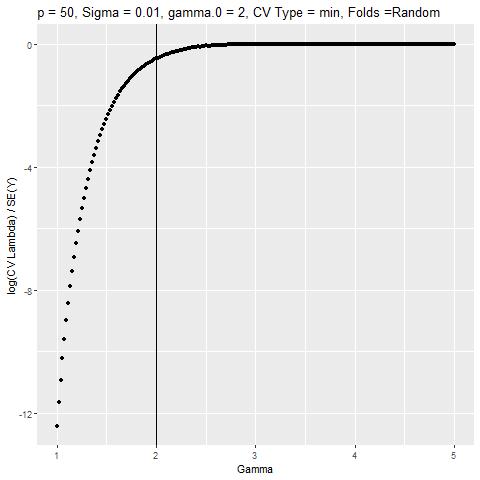 p = 50, Sigma = 0.01, gamma.0 = 2, CV Type = min, Folds =Random
log(CV Lambda) / SE(Y)
0
-4
-8
-12
1 2 3 4 5
Gamma